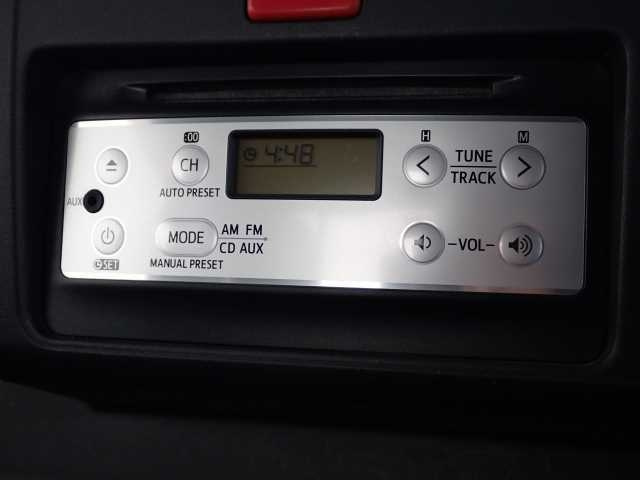 :00 H M
CH 4:48 < TUNE >
AUTO PRESET TRACK
AUX
MODE AM FM
CD AUX -VOL-
SET MANUAL PRESET